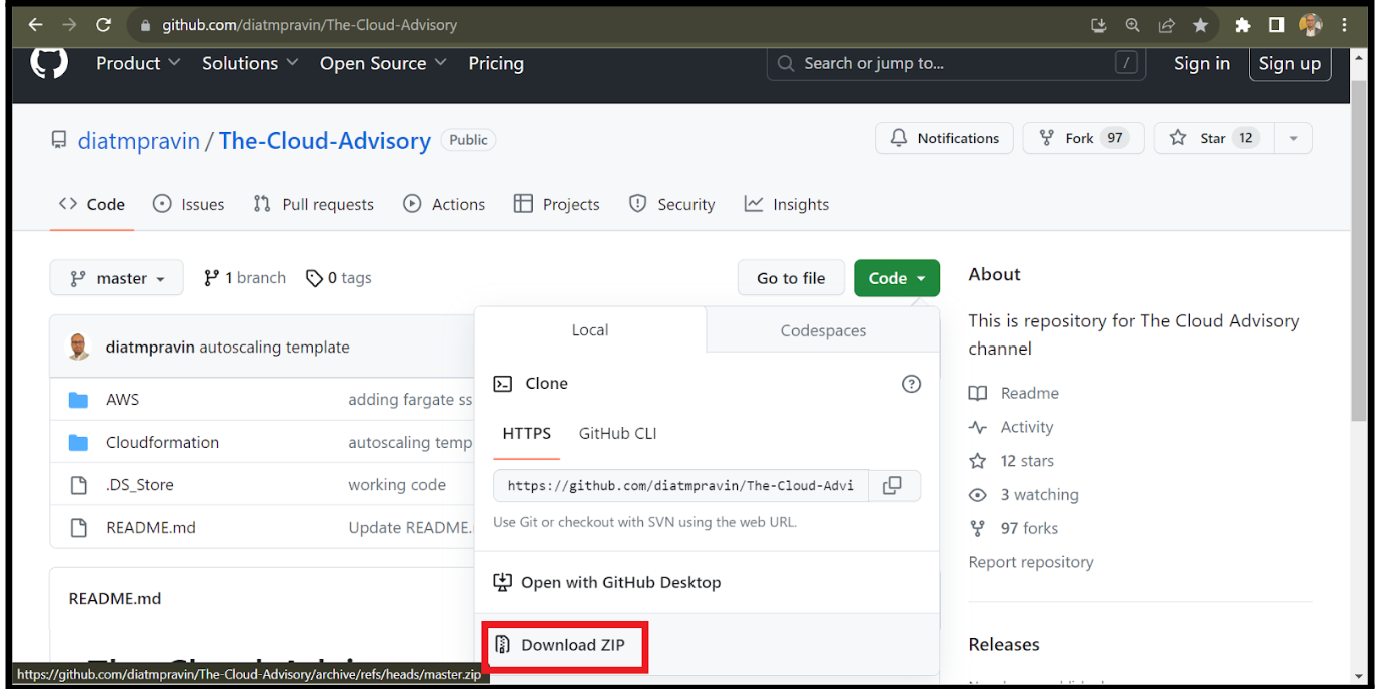 github.com/diatmpravin/The-Cloud-Advisory
Product Solutions Open Source Pricing Search or jump to... / Sign in Sign up
diatmpravin / The-Cloud-Advisory Public Notifications Fork 97 Star 12
Code Issues Pull requests Actions Projects Security Insights
master 1 branch 0 tags Go to file Code
diatmpravin autoscaling template
AWS adding fargate ss
Cloudformation autoscaling temp
.DS_Store working code
README.md Update README.
README.md
Local Codespaces
Clone
HTTPS GitHub CLI
https://github.com/diatmpravin/The-Cloud-Advi
Use Git or checkout with SVN using the web URL.
Open with GitHub Desktop
Download ZIP
About
This is repository for The Cloud Advisory
channel
Readme
Activity
12 stars
3 watching
97 forks
Report repository
Releases
https://github.com/diatmpravin/The-Cloud-Advisory/archive/refs/heads/master.zip